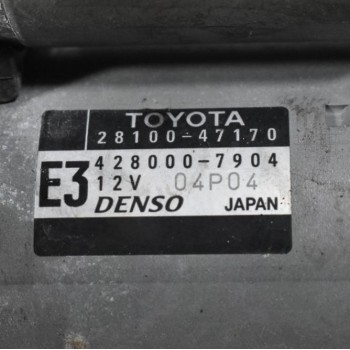 TOYOTA
28100-47170
E3 428000-7904
12V 04P04
DENSO JAPAN